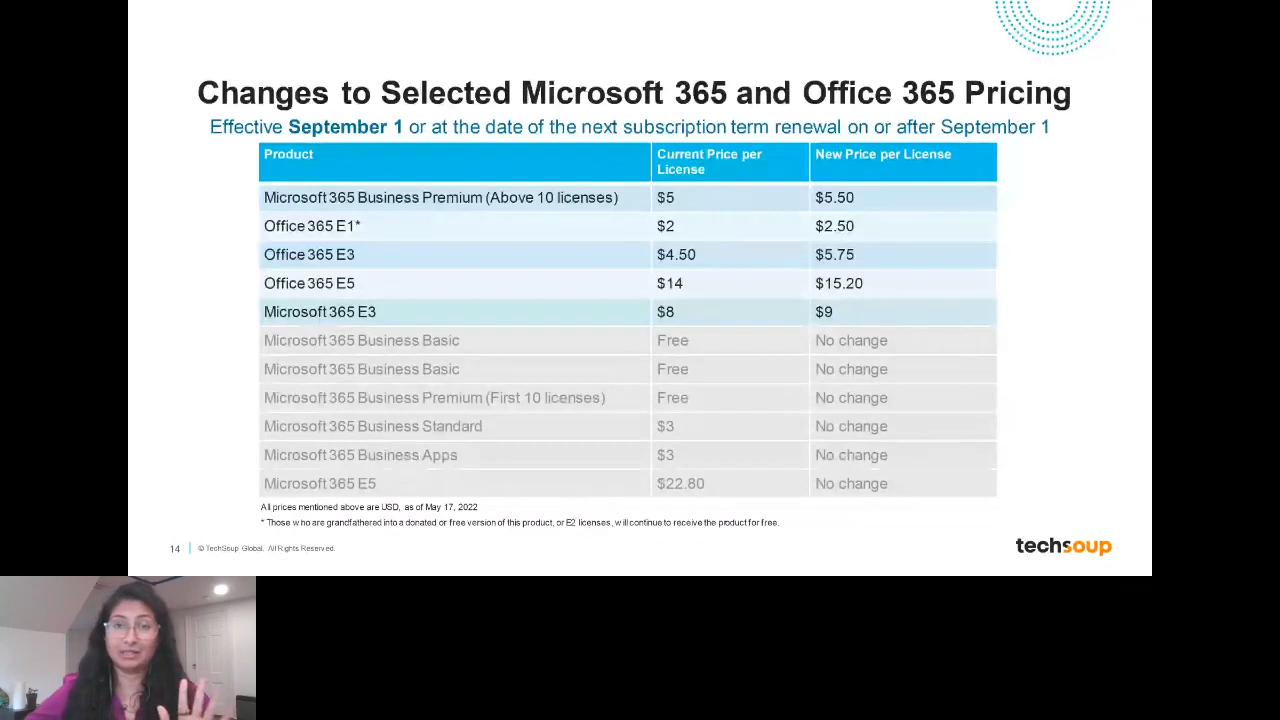 Changes to Selected Microsoft 365 and Office 365 Pricing
Effective September 1 or at the date of the next subscription term renewal on or after September 1
Product Current Price per License New Price per License
Microsoft 365 Business Premium (Above 10 licenses) $5 $5.50
Office 365 E1* $2 $2.50
Office 365 E3 $4.50 $5.75
Office 365 E5 $14 $15.20
Microsoft 365 E3 $8 $9
Microsoft 365 Business Basic Free No change
Microsoft 365 Business Basic Free No change
Microsoft 365 Business Premium (First 10 licenses) Free No change
Microsoft 365 Business Standard $3 No change
Microsoft 365 Business Apps $3 No change
Microsoft 365 E5 $22.80 No change
All prices mentioned above are USD, as of May 17, 2022
* Those who are grandfathered into a donated or free version of this product, or E2 licenses, will continue to receive the product for free.
14 © TechSoup Global. All Rights Reserved.
techsoup